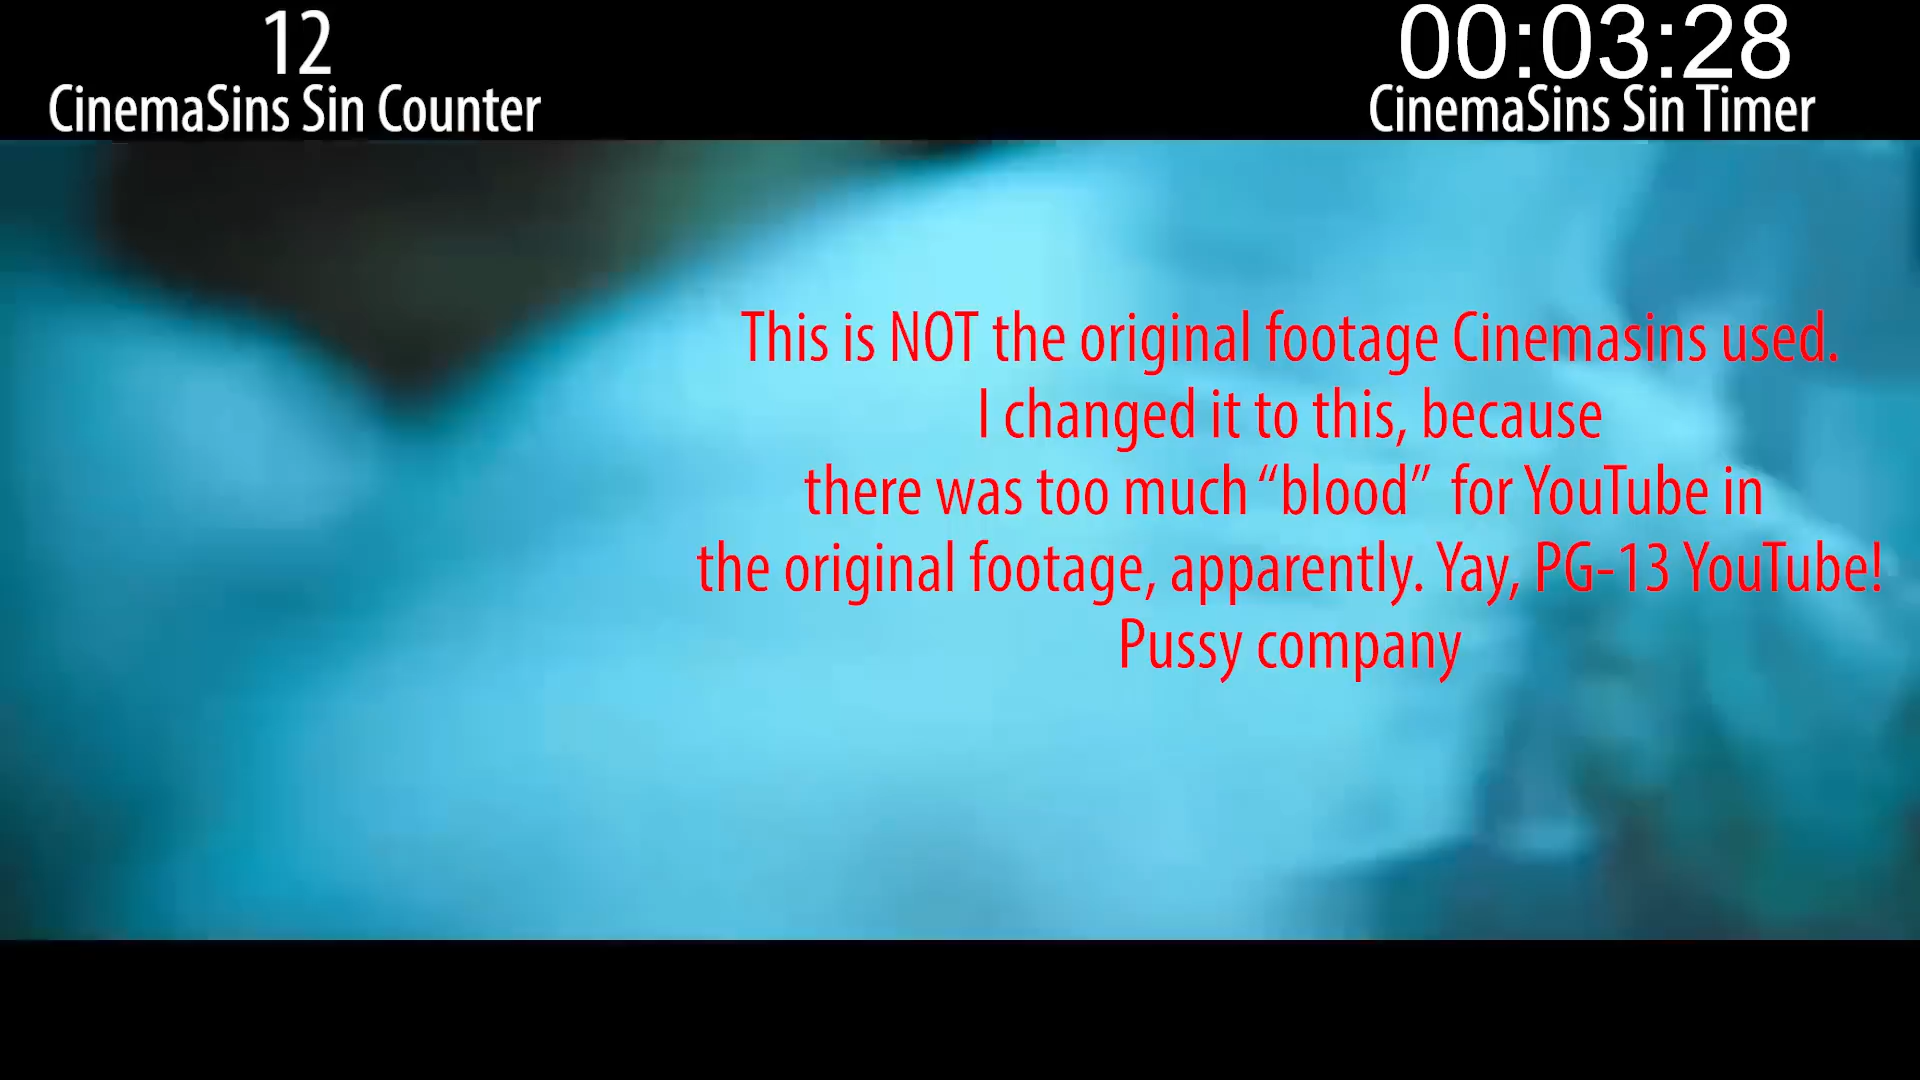 12
CinemaSins Sin Counter
00:03:28
CinemaSins Sin Timer
This is NOT the original footage Cinemasins used.
I changed it to this, because
there was too much “blood” for YouTube in
the original footage, apparently. Yay, PG-13 YouTube!
Pussy company